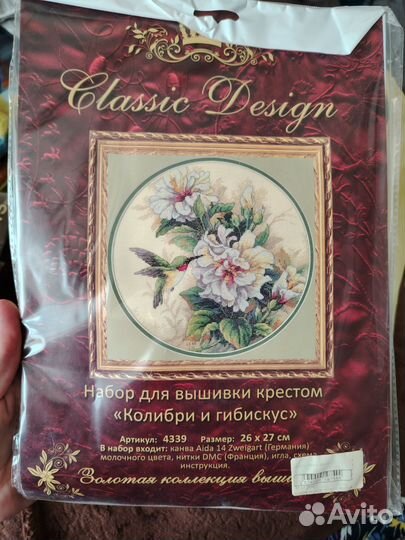 Classic Design
Набор для вышивки крестом
«Колибри и гибискус»
Артикул: 4339 Размер: 26 x 27 см
В набор входит: канва Aida 14 Zweigart (Германия)
молочного цвета, нитки DMC (Франция), игла, схема
инструкция.
Золотая коллекция
Avito